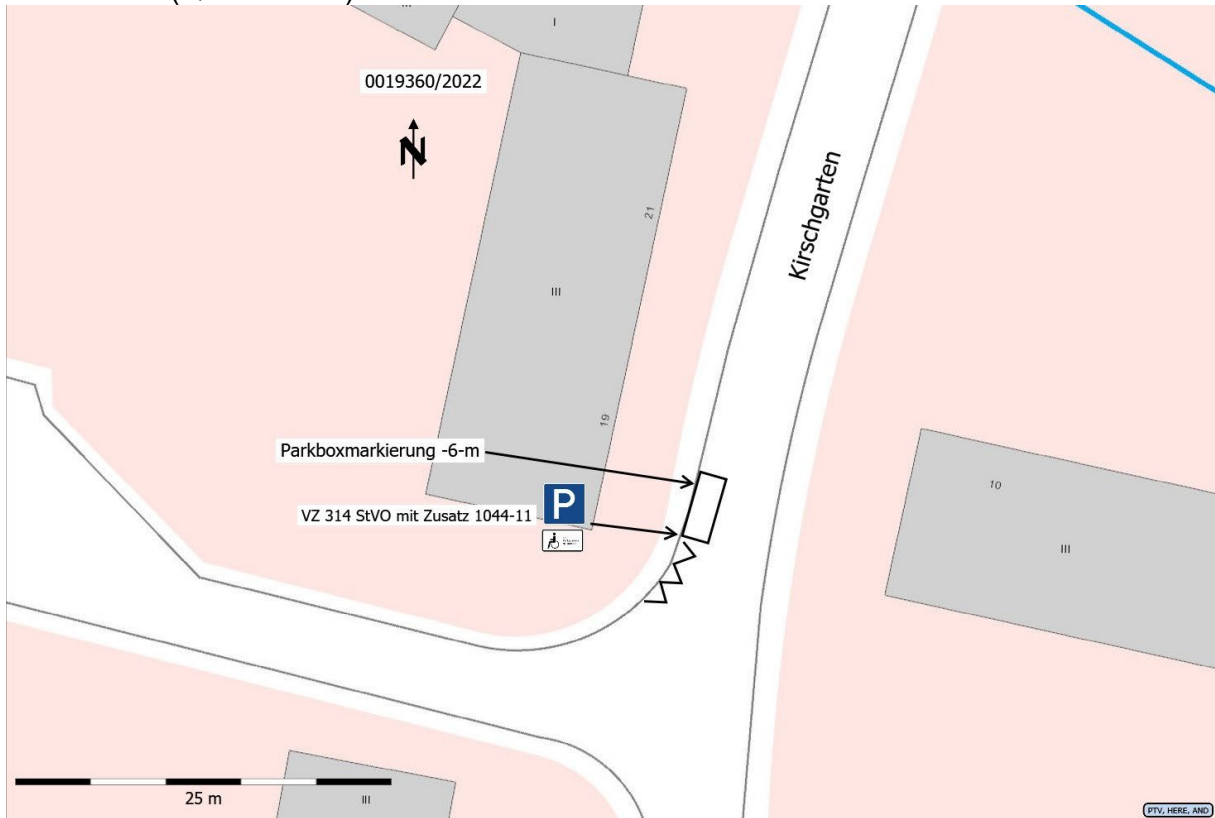 I
0019360/2022
N
21
Kirschgarten
III
19
Parkboxmarkierung -6-m
P
VZ 314 StVO mit Zusatz 1044-11
10
III
25 m
III
PTV, HERE, AND